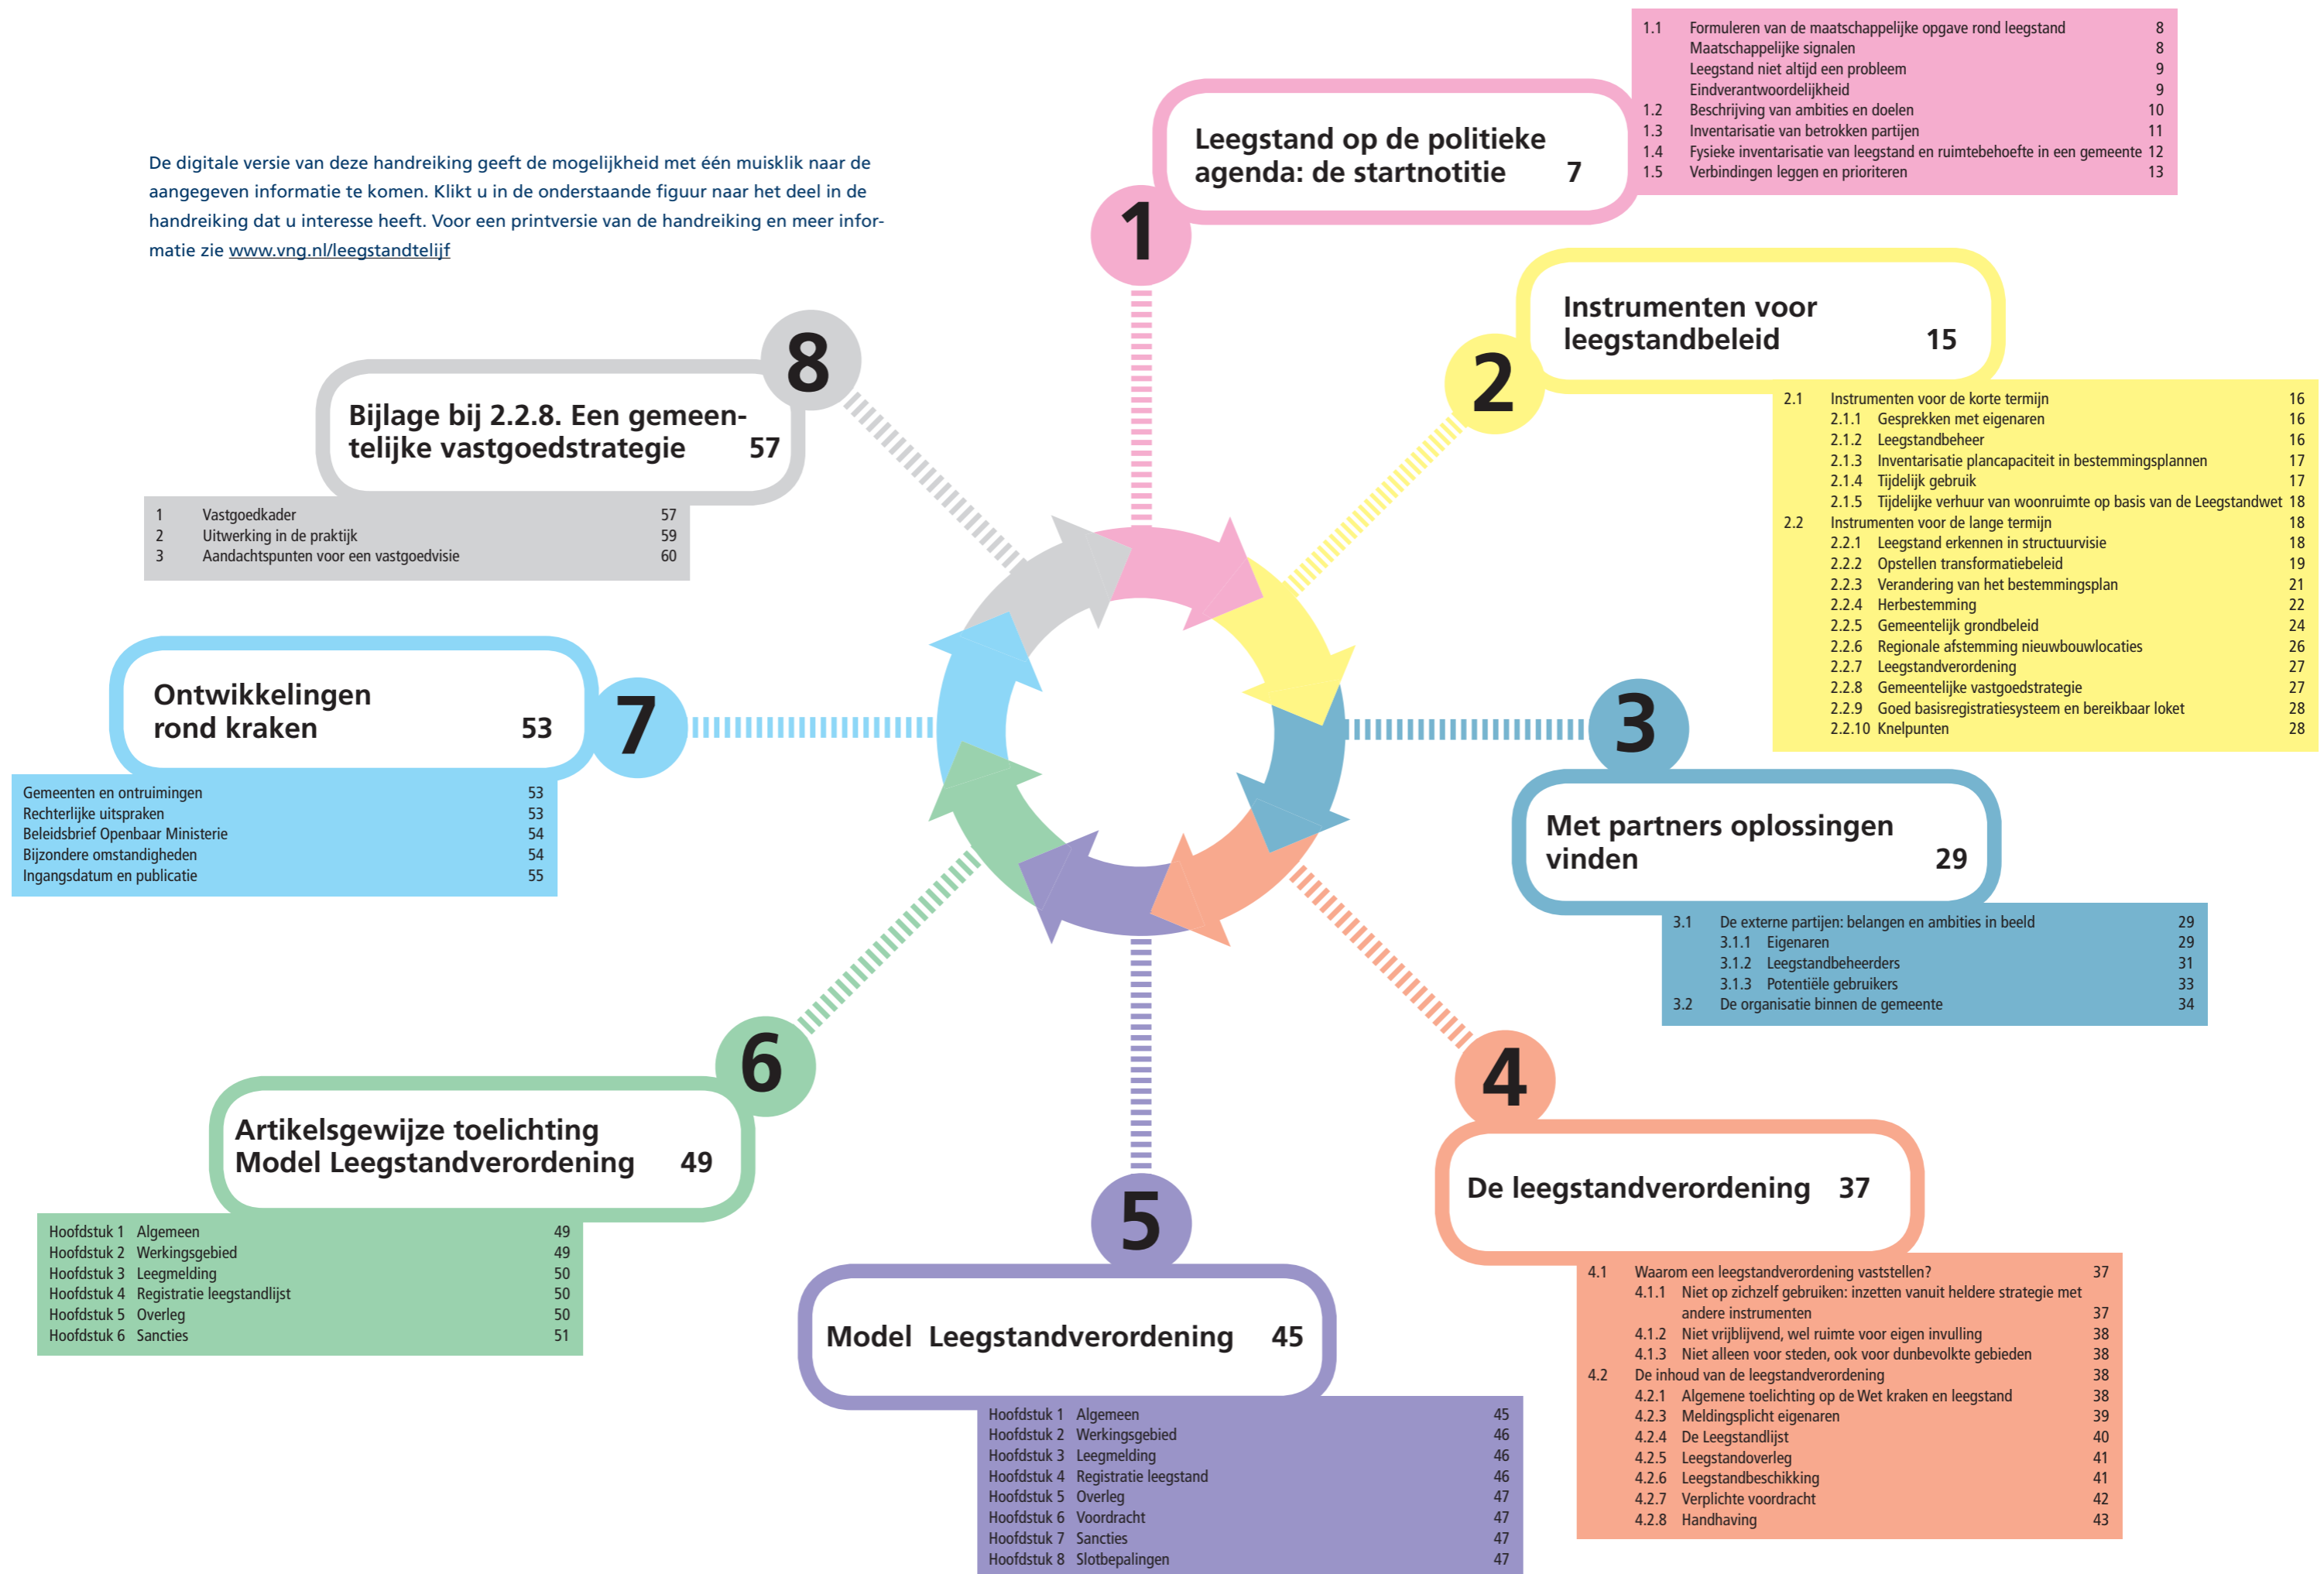 De digitale versie van deze handreiking geeft de mogelijkheid met één muisklik naar de
aangegeven informatie te komen. Klikt u in de onderstaande figuur naar het deel in de
handreiking dat u interesse heeft. Voor een printversie van de handreiking en meer infor-
matie zie www.vng.nl/leegstandtelijf
1
Leegstand op de politieke
agenda: de startnotitie 7
1.1 Formuleren van de maatschappelijke opgave rond leegstand 8
Maatschappelijke signalen 8
Leegstand niet altijd een probleem 9
Eindverantwoordelijkheid 9
1.2 Beschrijving van ambities en doelen 10
1.3 Inventarisatie van betrokken partijen 11
1.4 Fysieke inventarisatie van leegstand en ruimtebehoefte in een gemeente 12
1.5 Verbindingen leggen en prioriteren 13
2
Instrumenten voor
leegstandbeleid 15
2.1 Instrumenten voor de korte termijn 16
2.1.1 Gesprekken met eigenaren 16
2.1.2 Leegstandbeheer 16
2.1.3 Inventarisatie plancapaciteit in bestemmingsplannen 17
2.1.4 Tijdelijk gebruik 17
2.1.5 Tijdelijke verhuur van woonruimte op basis van de Leegstandwet 18
2.2 Instrumenten voor de lange termijn 18
2.2.1 Leegstand erkennen in structuurvisie 18
2.2.2 Opstellen transformatiebeleid 19
2.2.3 Verandering van het bestemmingsplan 21
2.2.4 Herbestemming 22
2.2.5 Gemeentelijk grondbeleid 24
2.2.6 Regionale afstemming nieuwbouwlocaties 26
2.2.7 Leegstandverordening 27
2.2.8 Gemeentelijke vastgoedstrategie 27
2.2.9 Goed basisregistratiesysteem en bereikbaar loket 28
2.2.10 Knelpunten 28
3
Met partners oplossingen
vinden 29
3.1 De externe partijen: belangen en ambities in beeld 29
3.1.1 Eigenaren 29
3.1.2 Leegstandbeheerders 31
3.1.3 Potentiële gebruikers 33
3.2 De organisatie binnen de gemeente 34
4
De leegstandverordening 37
4.1 Waarom een leegstandverordening vaststellen? 37
4.1.1 Niet op zichzelf gebruiken: inzetten vanuit heldere strategie met
andere instrumenten 37
4.1.2 Niet vrijblijvend, wel ruimte voor eigen invulling 38
4.1.3 Niet alleen voor steden, ook voor dunbevolkte gebieden 38
4.2 De inhoud van de leegstandverordening 38
4.2.1 Algemene toelichting op de Wet kraken en leegstand 38
4.2.3 Meldingsplicht eigenaren 39
4.2.4 De Leegstandlijst 40
4.2.5 Leegstandoverleg 41
4.2.6 Leegstandbeschikking 41
4.2.7 Verplichte voordracht 42
4.2.8 Handhaving 43
5
Model Leegstandverordening 45
Hoofdstuk 1 Algemeen 45
Hoofdstuk 2 Werkingsgebied 46
Hoofdstuk 3 Leegmelding 46
Hoofdstuk 4 Registratie leegstand 46
Hoofdstuk 5 Overleg 47
Hoofdstuk 6 Voordracht 47
Hoofdstuk 7 Sancties 47
Hoofdstuk 8 Slotbepalingen 47
6
Artikelsgewijze toelichting
Model Leegstandverordening 49
Hoofdstuk 1 Algemeen 49
Hoofdstuk 2 Werkingsgebied 49
Hoofdstuk 3 Leegmelding 50
Hoofdstuk 4 Registratie leegstandlijst 50
Hoofdstuk 5 Overleg 50
Hoofdstuk 6 Sancties 51
7
Ontwikkelingen
rond kraken 53
Gemeenten en ontruimingen 53
Rechterlijke uitspraken 53
Beleidsbrief Openbaar Ministerie 54
Bijzondere omstandigheden 54
Ingangsdatum en publicatie 55
8
Bijlage bij 2.2.8. Een gemeen-
telijke vastgoedstrategie 57
1 Vastgoedkader 57
2 Uitwerking in de praktijk 59
3 Aandachtspunten voor een vastgoedvisie 60